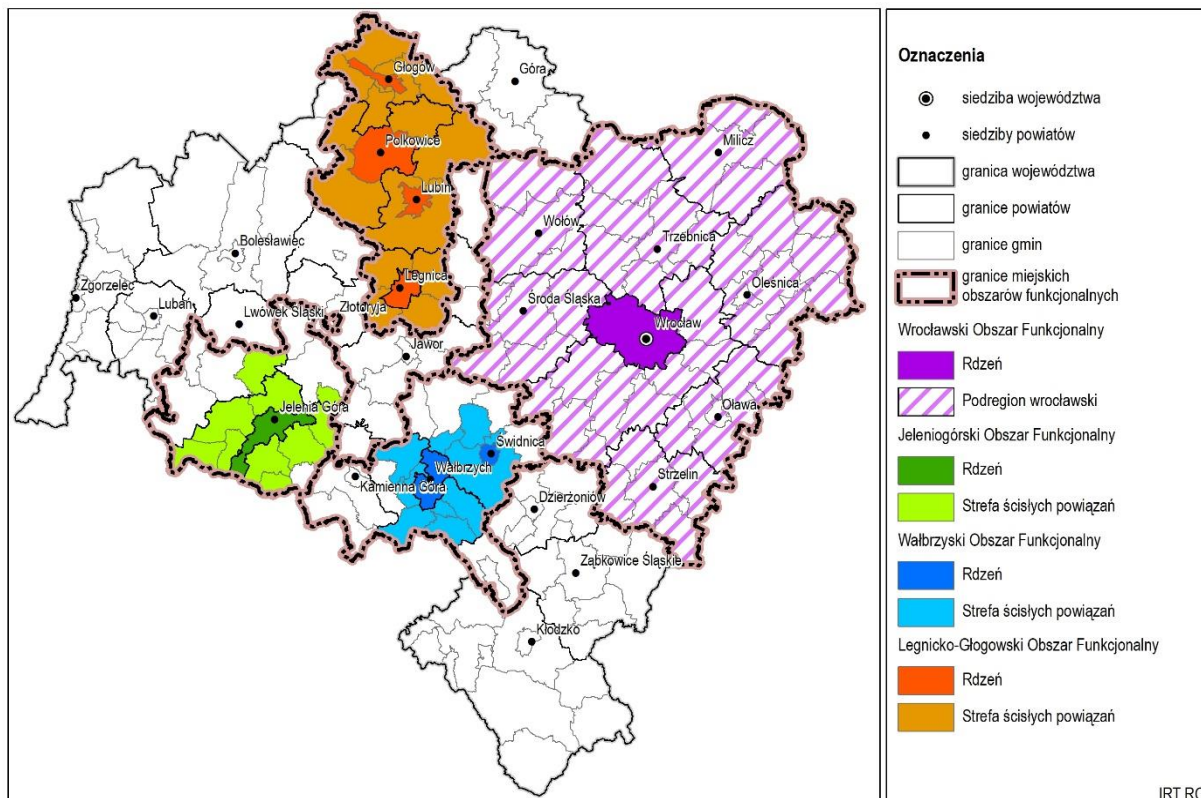 Głogów
Góra
Polkowice
Milicz
Lubin
Wołów
Trzebnica
Bolesławiec
Oleśnica
Zgorzelec
Legnica
Środa Śląska
Lubań
Lwówek Śląski
Złotoryja
Wrocław
Jawor
Jelenia Góra
Oława
Świdnica
Wałbrzych
Kamienna Góra
Strzelin
Dzierżoniów
Ząbkowice Śląskie
Kłodzko
Oznaczenia
siedziba województwa
siedziby powiatów
granica województwa
granice powiatów
granice gmin
granice miejskich
obszarów funkcjonalnych
Wrocławski Obszar Funkcjonalny
Rdzeń
Podregion wrocławski
Jeleniogórski Obszar Funkcjonalny
Rdzeń
Strefa ścisłych powiązań
Wałbrzyski Obszar Funkcjonalny
Rdzeń
Strefa ścisłych powiązań
Legnicko-Głogowski Obszar Funkcjonalny
Rdzeń
Strefa ścisłych powiązań
IRT RO